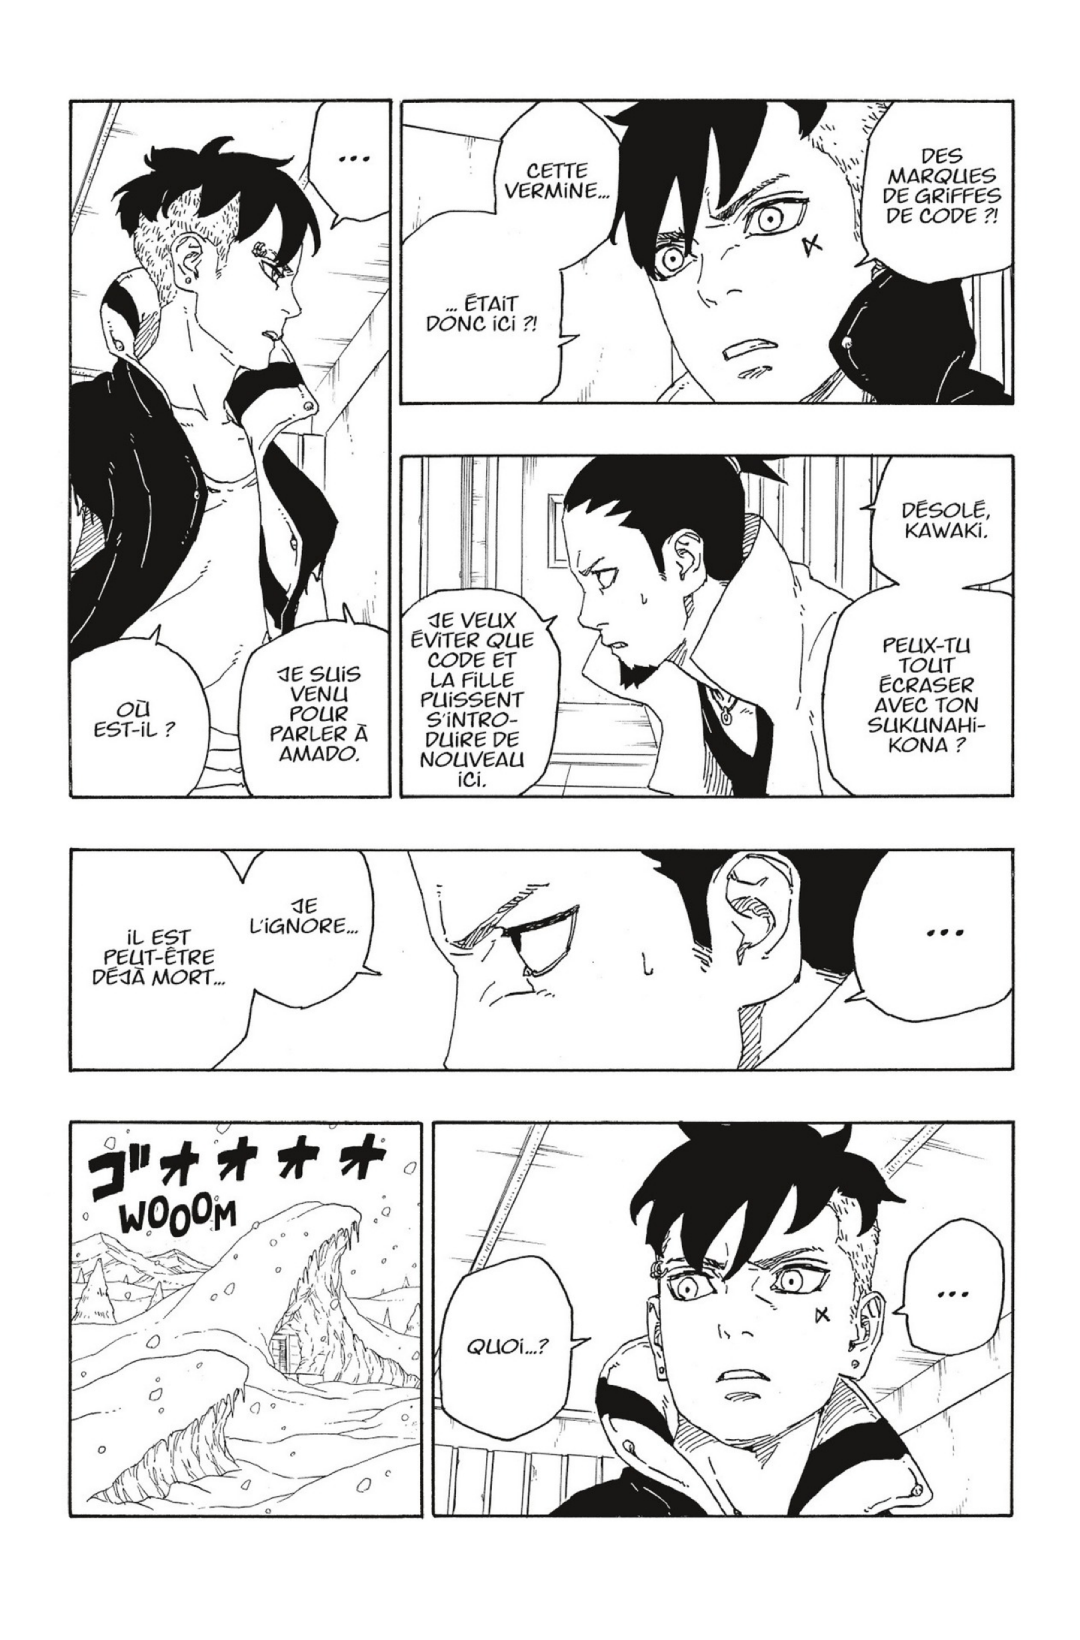 DES
MARQUES
DE GRIFFES
DE CODE ?!
CETTE
VERMINE...
... ÉTAIT
DONC ICI ?!
...
JE SUIS
VENU
POUR
PARLER À
AMADO.
OÙ
EST-IL ?
DÉSOLÉ,
KAWAKI.
PEUX-TU
TOUT
ÉCRASER
AVEC TON
SUKUNAHI-
KONA ?
JE VEUX
ÉVITER QUE
CODE ET
LA FILLE
PUISSENT
S'INTRO-
DUIRE DE
NOUVEAU
ICI.
...
JE
L'IGNORE...
IL EST
PEUT-ÊTRE
DÉJÀ MORT...
...
QUOI...?
ゴオオオオ
WOOOM